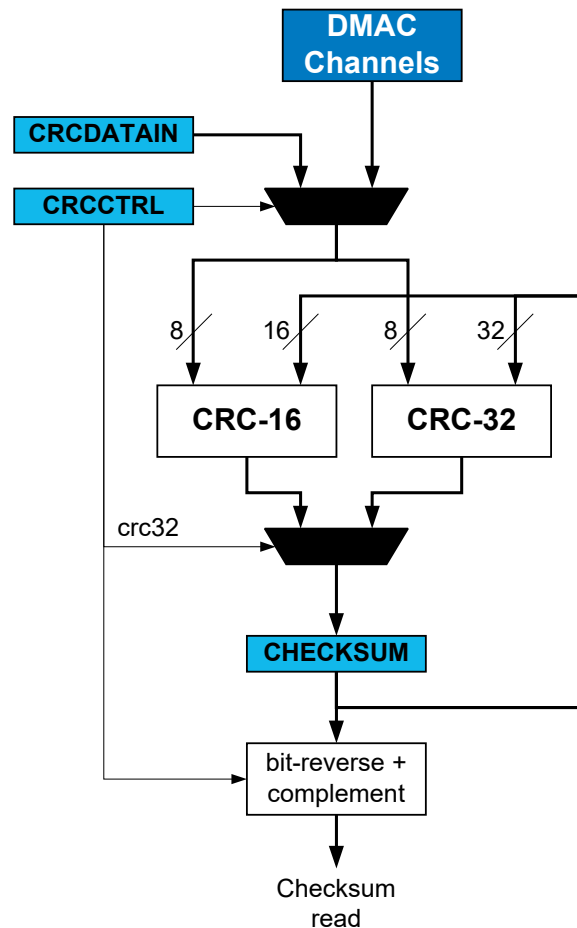 DMAC
Channels
CRCDATAIN
CRCCTRL
8
16
8
32
CRC-16
CRC-32
crc32
CHECKSUM
bit-reverse +
complement
Checksum
read